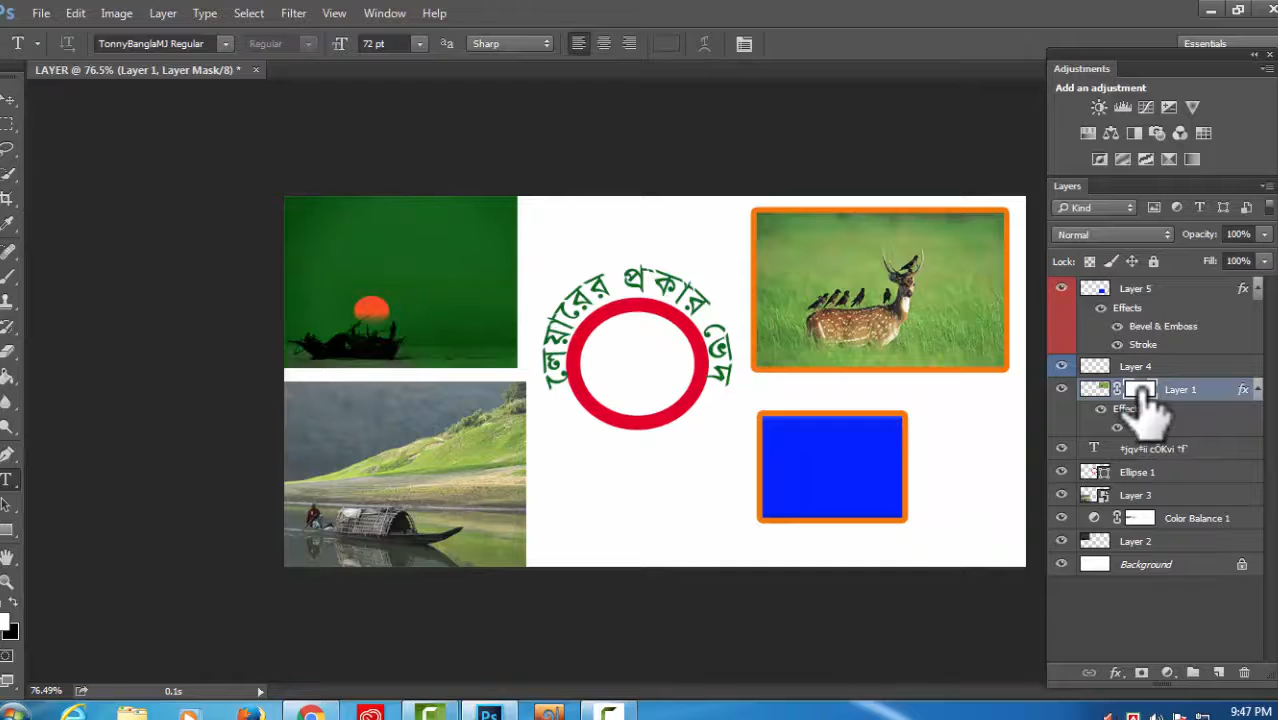 File Edit Image Layer Type Select Filter View Window Help
T TonnyBanglaMJ Regular Regular 72 pt Sharp Essentials
LAYER @ 76.5% (Layer 1, Layer Mask/8) * ×
Adjustments
Add an adjustment
Layers
Kind
Normal Opacity: 100%
Lock: Fill: 100%
Layer 5 fx
Effects
Bevel & Emboss
Stroke
Layer 4
Layer 1 fx
T
Ellipse 1
Layer 3
Color Balance 1
Layer 2
Background
লেয়ারের প্রকার ভেদ
76.49% 0.1s
9:47 PM